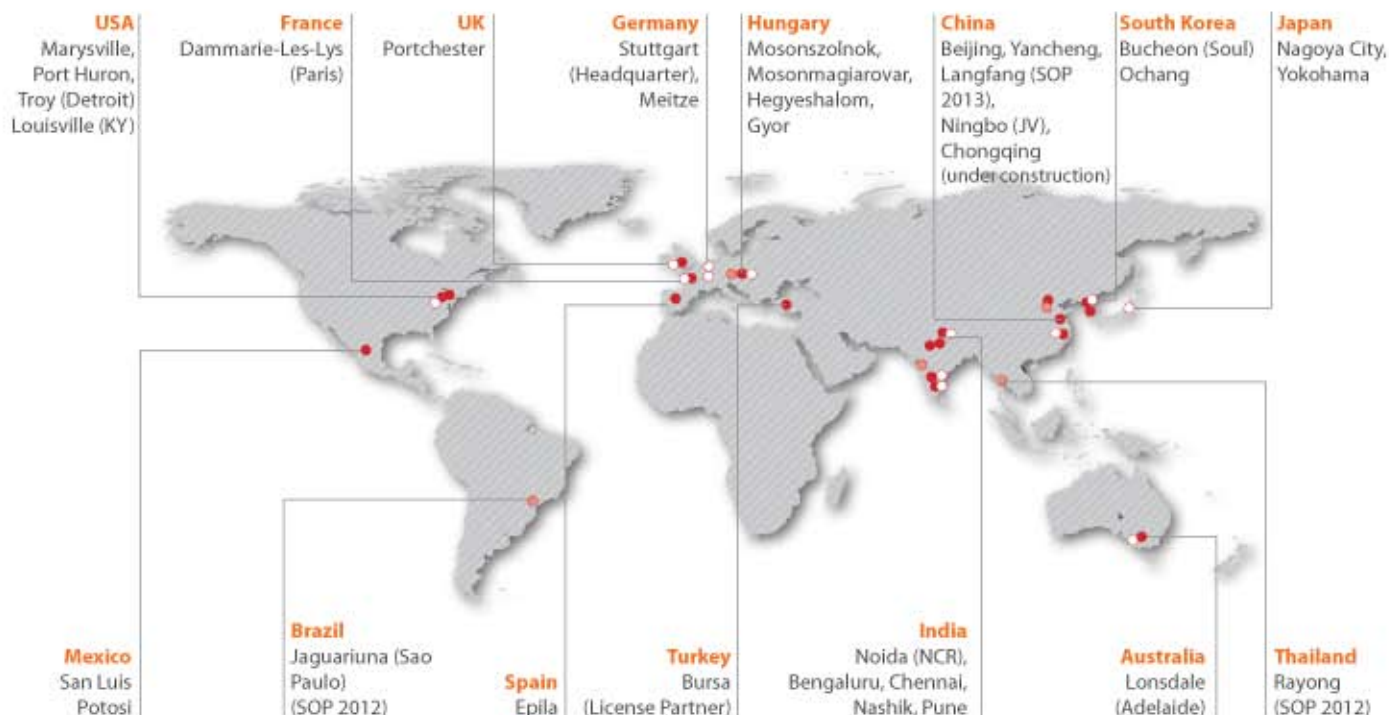 USA
Marysville,
Port Huron,
Troy (Detroit)
Louisville (KY)
France
Dammarie-Les-Lys
(Paris)
UK
Portchester
Germany
Stuttgart
(Headquarter),
Meitze
Hungary
Mosonszolnok,
Mosonmagiarovar,
Hegyeshalom,
Gyor
China
Beijing, Yancheng,
Langfang (SOP
2013),
Ningbo (JV),
Chongqing
(under construction)
South Korea
Bucheon (Soul)
Ochang
Japan
Nagoya City,
Yokohama
Mexico
San Luis
Potosi
Brazil
Jaguariuna (Sao
Paulo)
(SOP 2012)
Spain
Epila
Turkey
Bursa
(License Partner)
India
Noida (NCR),
Bengaluru, Chennai,
Nashik, Pune
Australia
Lonsdale
(Adelaide)
Thailand
Rayong
(SOP 2012)